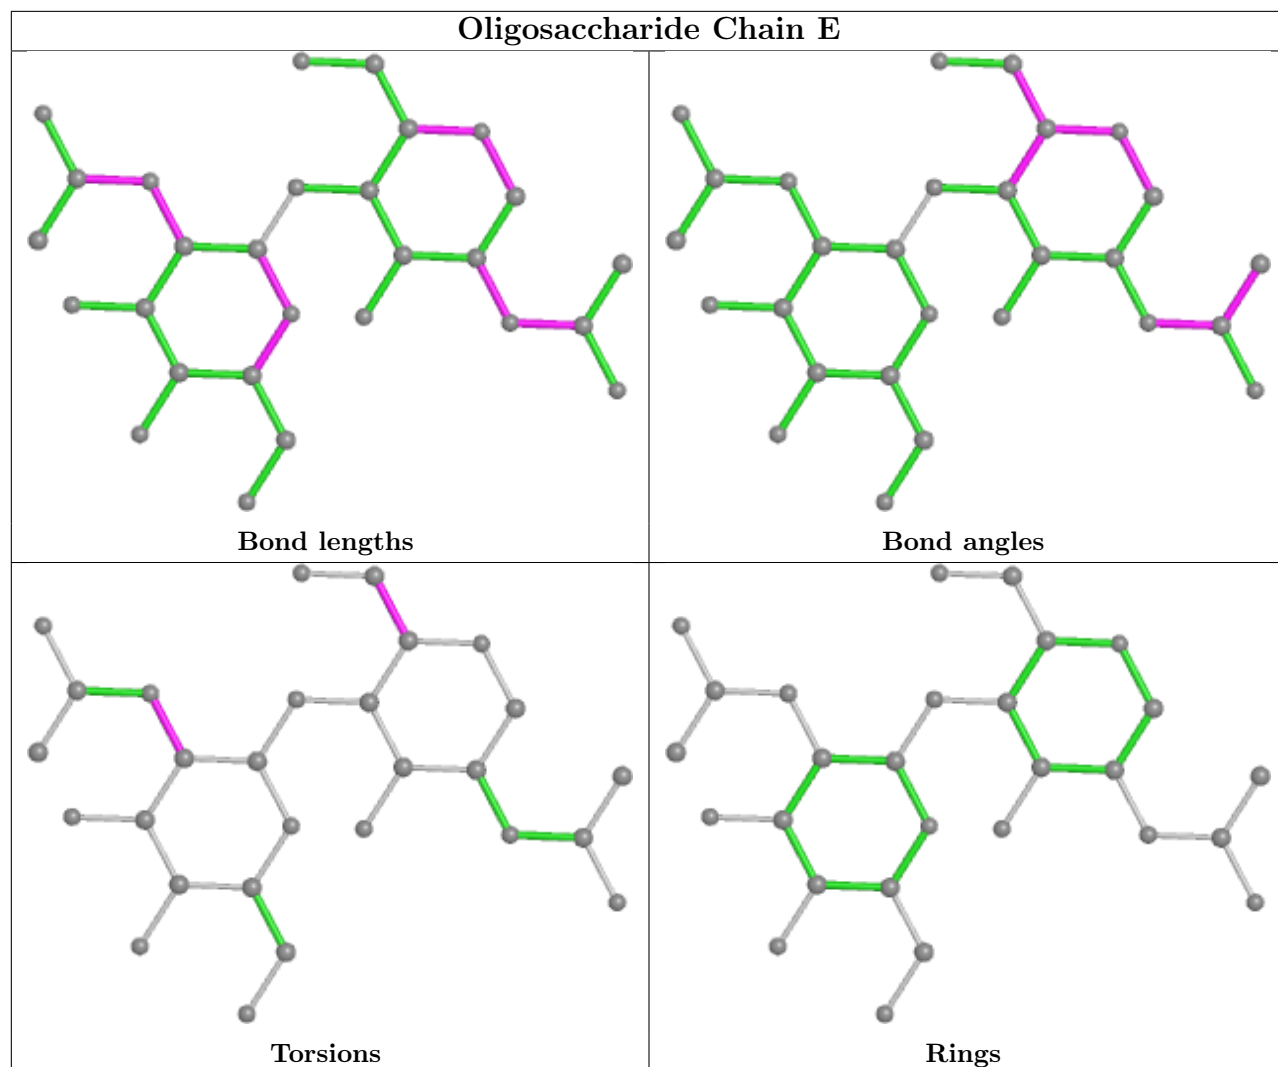 Oligosaccharide Chain E
Bond lengths
Bond angles
Torsions
Rings